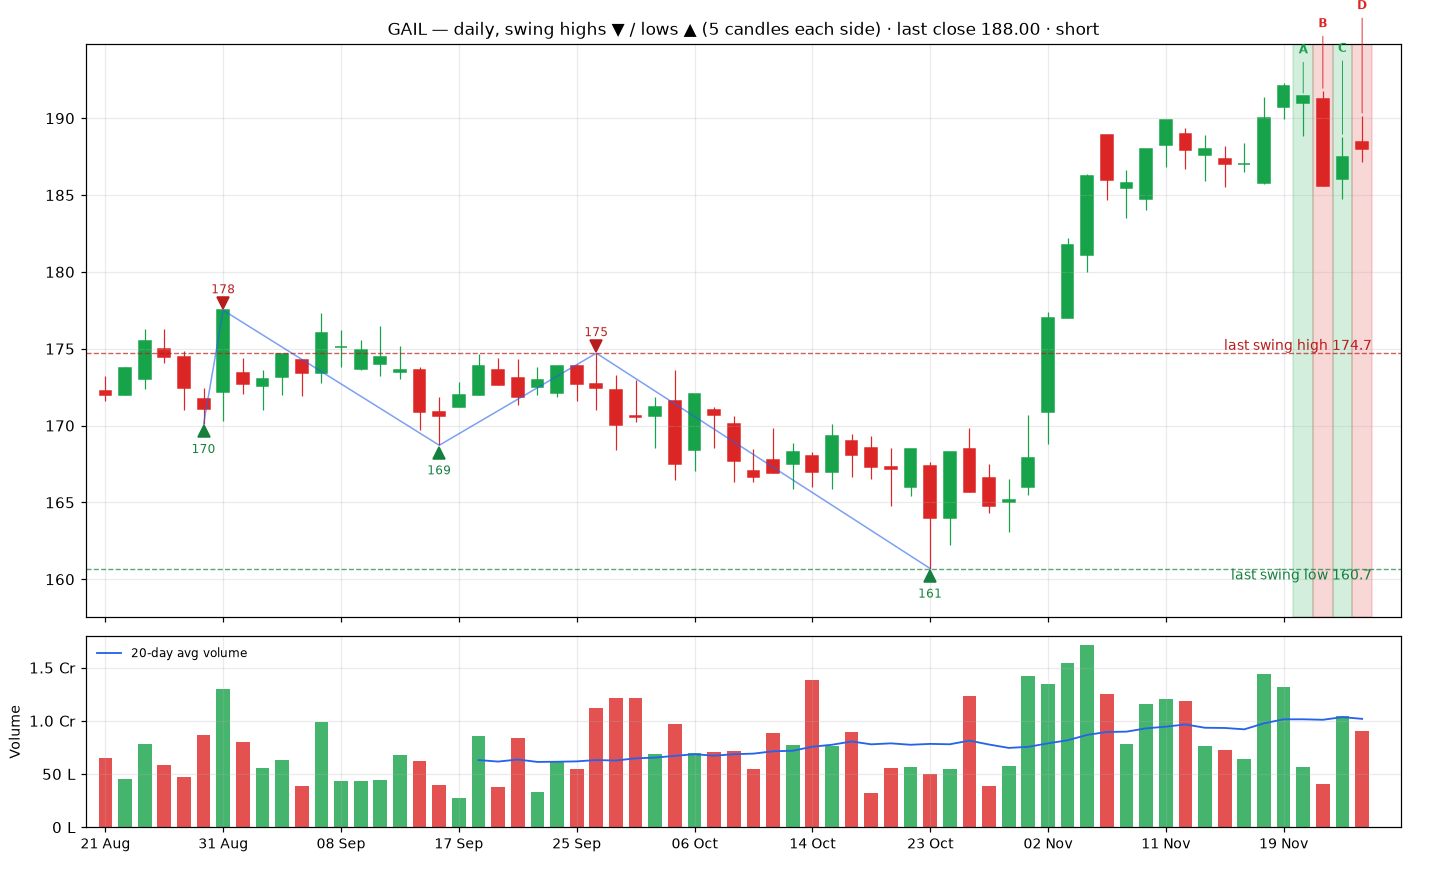 D
GAIL — daily, swing highs ▼ / lows ▲ (5 candles each side) · last close 188.00 · short
B
A
C
190
185
180
178
175
175
last swing high 174.7
170
170
169
165
160
last swing low 160.7
161
20-day avg volume
1.5 Cr
1.0 Cr
Volume
50 L
0 L
21 Aug
31 Aug
08 Sep
17 Sep
25 Sep
06 Oct
14 Oct
23 Oct
02 Nov
11 Nov
19 Nov